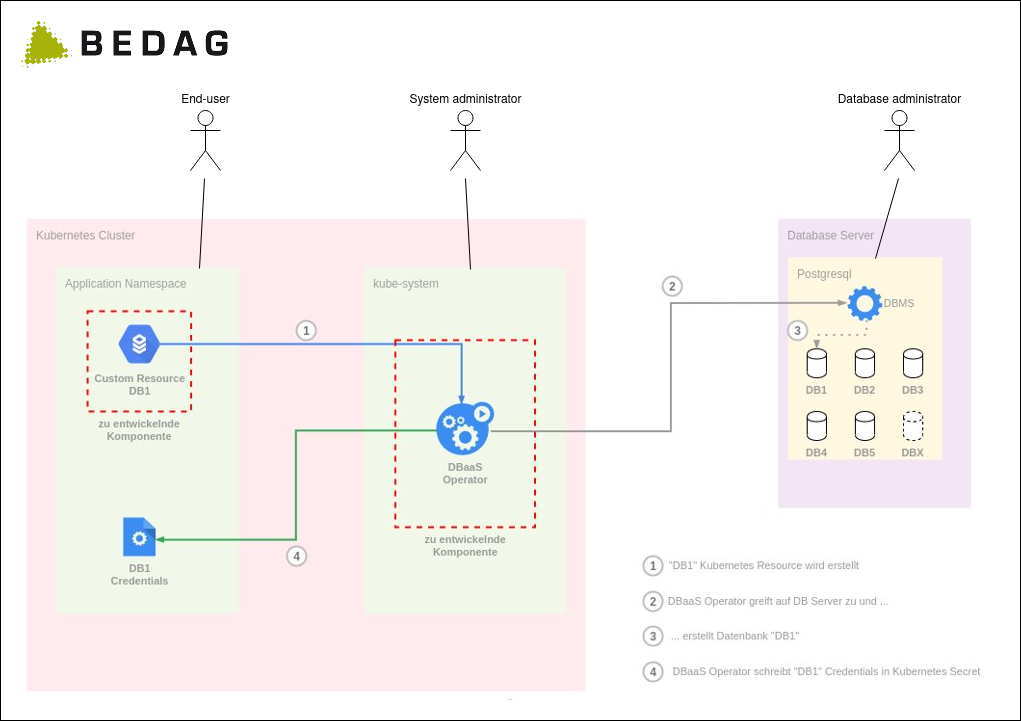 BEDAG
End-user
System administrator
Database administrator
Kubernetes Cluster
Database Server
Application Namespace
kube-system
Postgresql
2
DBMS
1
3
Custom Resource
DB1
DB1
DB2
DB3
zu entwickelnde
Komponente
DB4
DB5
DBX
DBaaS
Operator
zu entwickelnde
Komponente
4
DB1
Credentials
1 "DB1" Kubernetes Resource wird erstellt
2 DBaaS Operator greift auf DB Server zu und ...
3 ... erstellt Datenbank "DB1"
4 DBaaS Operator schreibt "DB1" Credentials in Kubernetes Secret